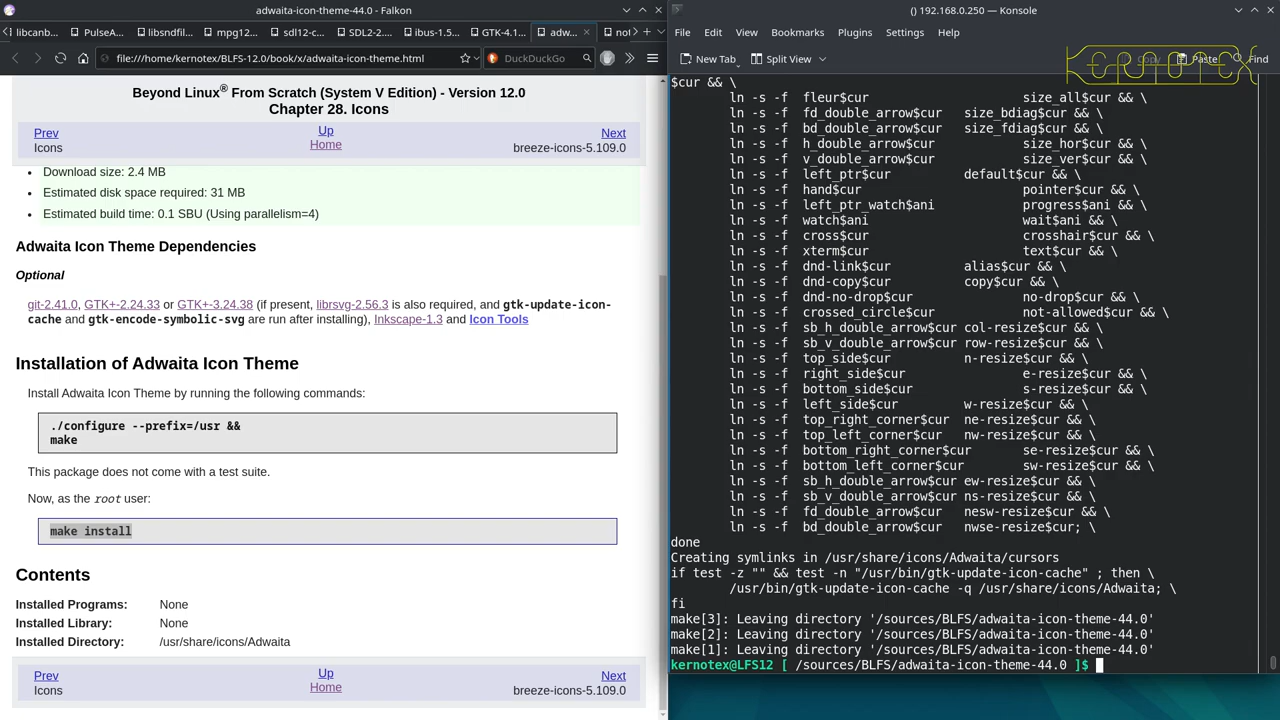 adwaita-icon-theme-44.0 - Falkon
libcanb... PulseA... libsndfil... mpg12... sdl12-c... SDL2-2.... ibus-1.5... GTK-4.1... adw... not
file:///home/kernotex/BLFS-12.0/book/x/adwaita-icon-theme.html
DuckDuckGo
Beyond Linux® From Scratch (System V Edition) - Version 12.0
Chapter 28. Icons
Prev Up Next
Icons Home breeze-icons-5.109.0
• Download size: 2.4 MB
• Estimated disk space required: 31 MB
• Estimated build time: 0.1 SBU (Using parallelism=4)
Adwaita Icon Theme Dependencies
Optional
git-2.41.0, GTK+-2.24.33 or GTK+-3.24.38 (if present, librsvg-2.56.3 is also required, and gtk-update-icon-
cache and gtk-encode-symbolic-svg are run after installing), Inkscape-1.3 and Icon Tools
Installation of Adwaita Icon Theme
Install Adwaita Icon Theme by running the following commands:
./configure --prefix=/usr &&
make
This package does not come with a test suite.
Now, as the root user:
make install
Contents
Installed Programs: None
Installed Library: None
Installed Directory: /usr/share/icons/Adwaita
Prev Up Next
Icons Home breeze-icons-5.109.0
() 192.168.0.250 — Konsole
File Edit View Bookmarks Plugins Settings Help
New Tab Split View Copy Paste Find
KERNOTEX
$cur && \
ln -s -f fleur$cur size_all$cur && \
ln -s -f fd_double_arrow$cur size_bdiag$cur && \
ln -s -f bd_double_arrow$cur size_fdiag$cur && \
ln -s -f h_double_arrow$cur size_hor$cur && \
ln -s -f v_double_arrow$cur size_ver$cur && \
ln -s -f left_ptr$cur default$cur && \
ln -s -f hand$cur pointer$cur && \
ln -s -f left_ptr_watch$ani progress$ani && \
ln -s -f watch$ani wait$ani && \
ln -s -f cross$cur crosshair$cur && \
ln -s -f xterm$cur text$cur && \
ln -s -f dnd-link$cur alias$cur && \
ln -s -f dnd-copy$cur copy$cur && \
ln -s -f dnd-no-drop$cur no-drop$cur && \
ln -s -f crossed_circle$cur not-allowed$cur && \
ln -s -f sb_h_double_arrow$cur col-resize$cur && \
ln -s -f sb_v_double_arrow$cur row-resize$cur && \
ln -s -f top_side$cur n-resize$cur && \
ln -s -f right_side$cur e-resize$cur && \
ln -s -f bottom_side$cur s-resize$cur && \
ln -s -f left_side$cur w-resize$cur && \
ln -s -f top_right_corner$cur ne-resize$cur && \
ln -s -f top_left_corner$cur nw-resize$cur && \
ln -s -f bottom_right_corner$cur se-resize$cur && \
ln -s -f bottom_left_corner$cur sw-resize$cur && \
ln -s -f sb_h_double_arrow$cur ew-resize$cur && \
ln -s -f sb_v_double_arrow$cur ns-resize$cur && \
ln -s -f fd_double_arrow$cur nesw-resize$cur && \
ln -s -f bd_double_arrow$cur nwse-resize$cur; \
done
Creating symlinks in /usr/share/icons/Adwaita/cursors
if test -z "" && test -n "/usr/bin/gtk-update-icon-cache" ; then \
/usr/bin/gtk-update-icon-cache -q /usr/share/icons/Adwaita; \
fi
make[3]: Leaving directory '/sources/BLFS/adwaita-icon-theme-44.0'
make[2]: Leaving directory '/sources/BLFS/adwaita-icon-theme-44.0'
make[1]: Leaving directory '/sources/BLFS/adwaita-icon-theme-44.0'
kernotex@LFS12 [ /sources/BLFS/adwaita-icon-theme-44.0 ]$